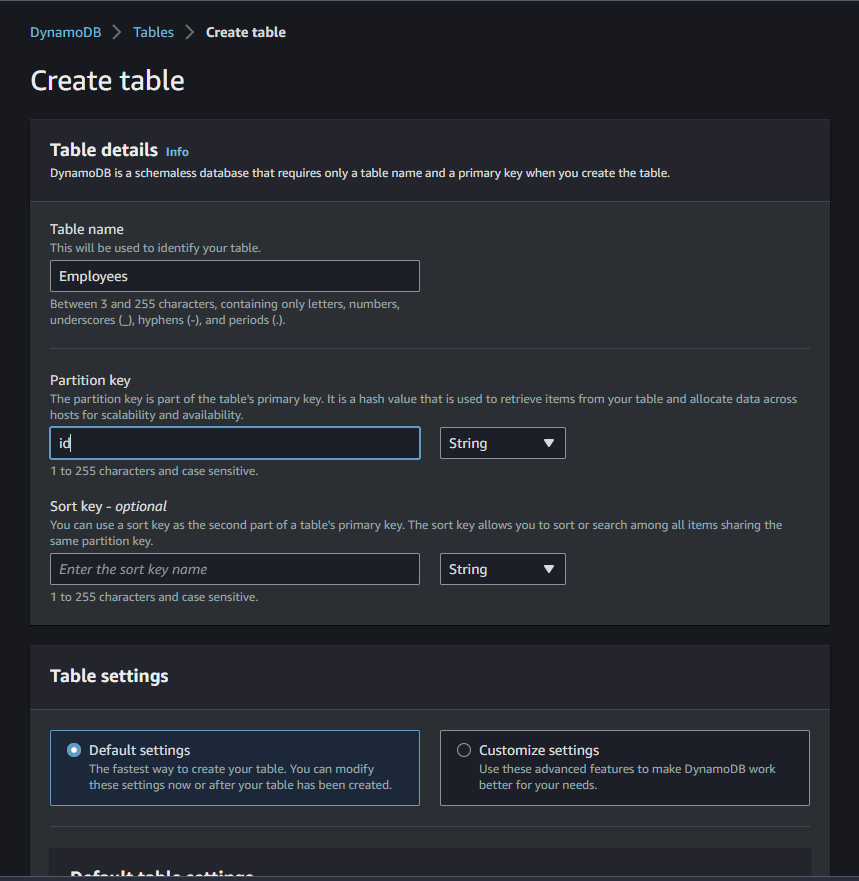 DynamoDB > Tables > Create table
Create table
Table details Info
DynamoDB is a schemaless database that requires only a table name and a primary key when you create the table.
Table name
This will be used to identify your table.
Employees
Between 3 and 255 characters, containing only letters, numbers,
underscores (_), hyphens (-), and periods (.).
Partition key
The partition key is part of the table's primary key. It is a hash value that is used to retrieve items from your table and allocate data across
hosts for scalability and availability.
id String
1 to 255 characters and case sensitive.
Sort key - optional
You can use a sort key as the second part of a table's primary key. The sort key allows you to sort or search among all items sharing the
same partition key.
Enter the sort key name String
1 to 255 characters and case sensitive.
Table settings
Default settings
The fastest way to create your table. You can modify
these settings now or after your table has been created.
Customize settings
Use these advanced features to make DynamoDB work
better for your needs.
Default table settings